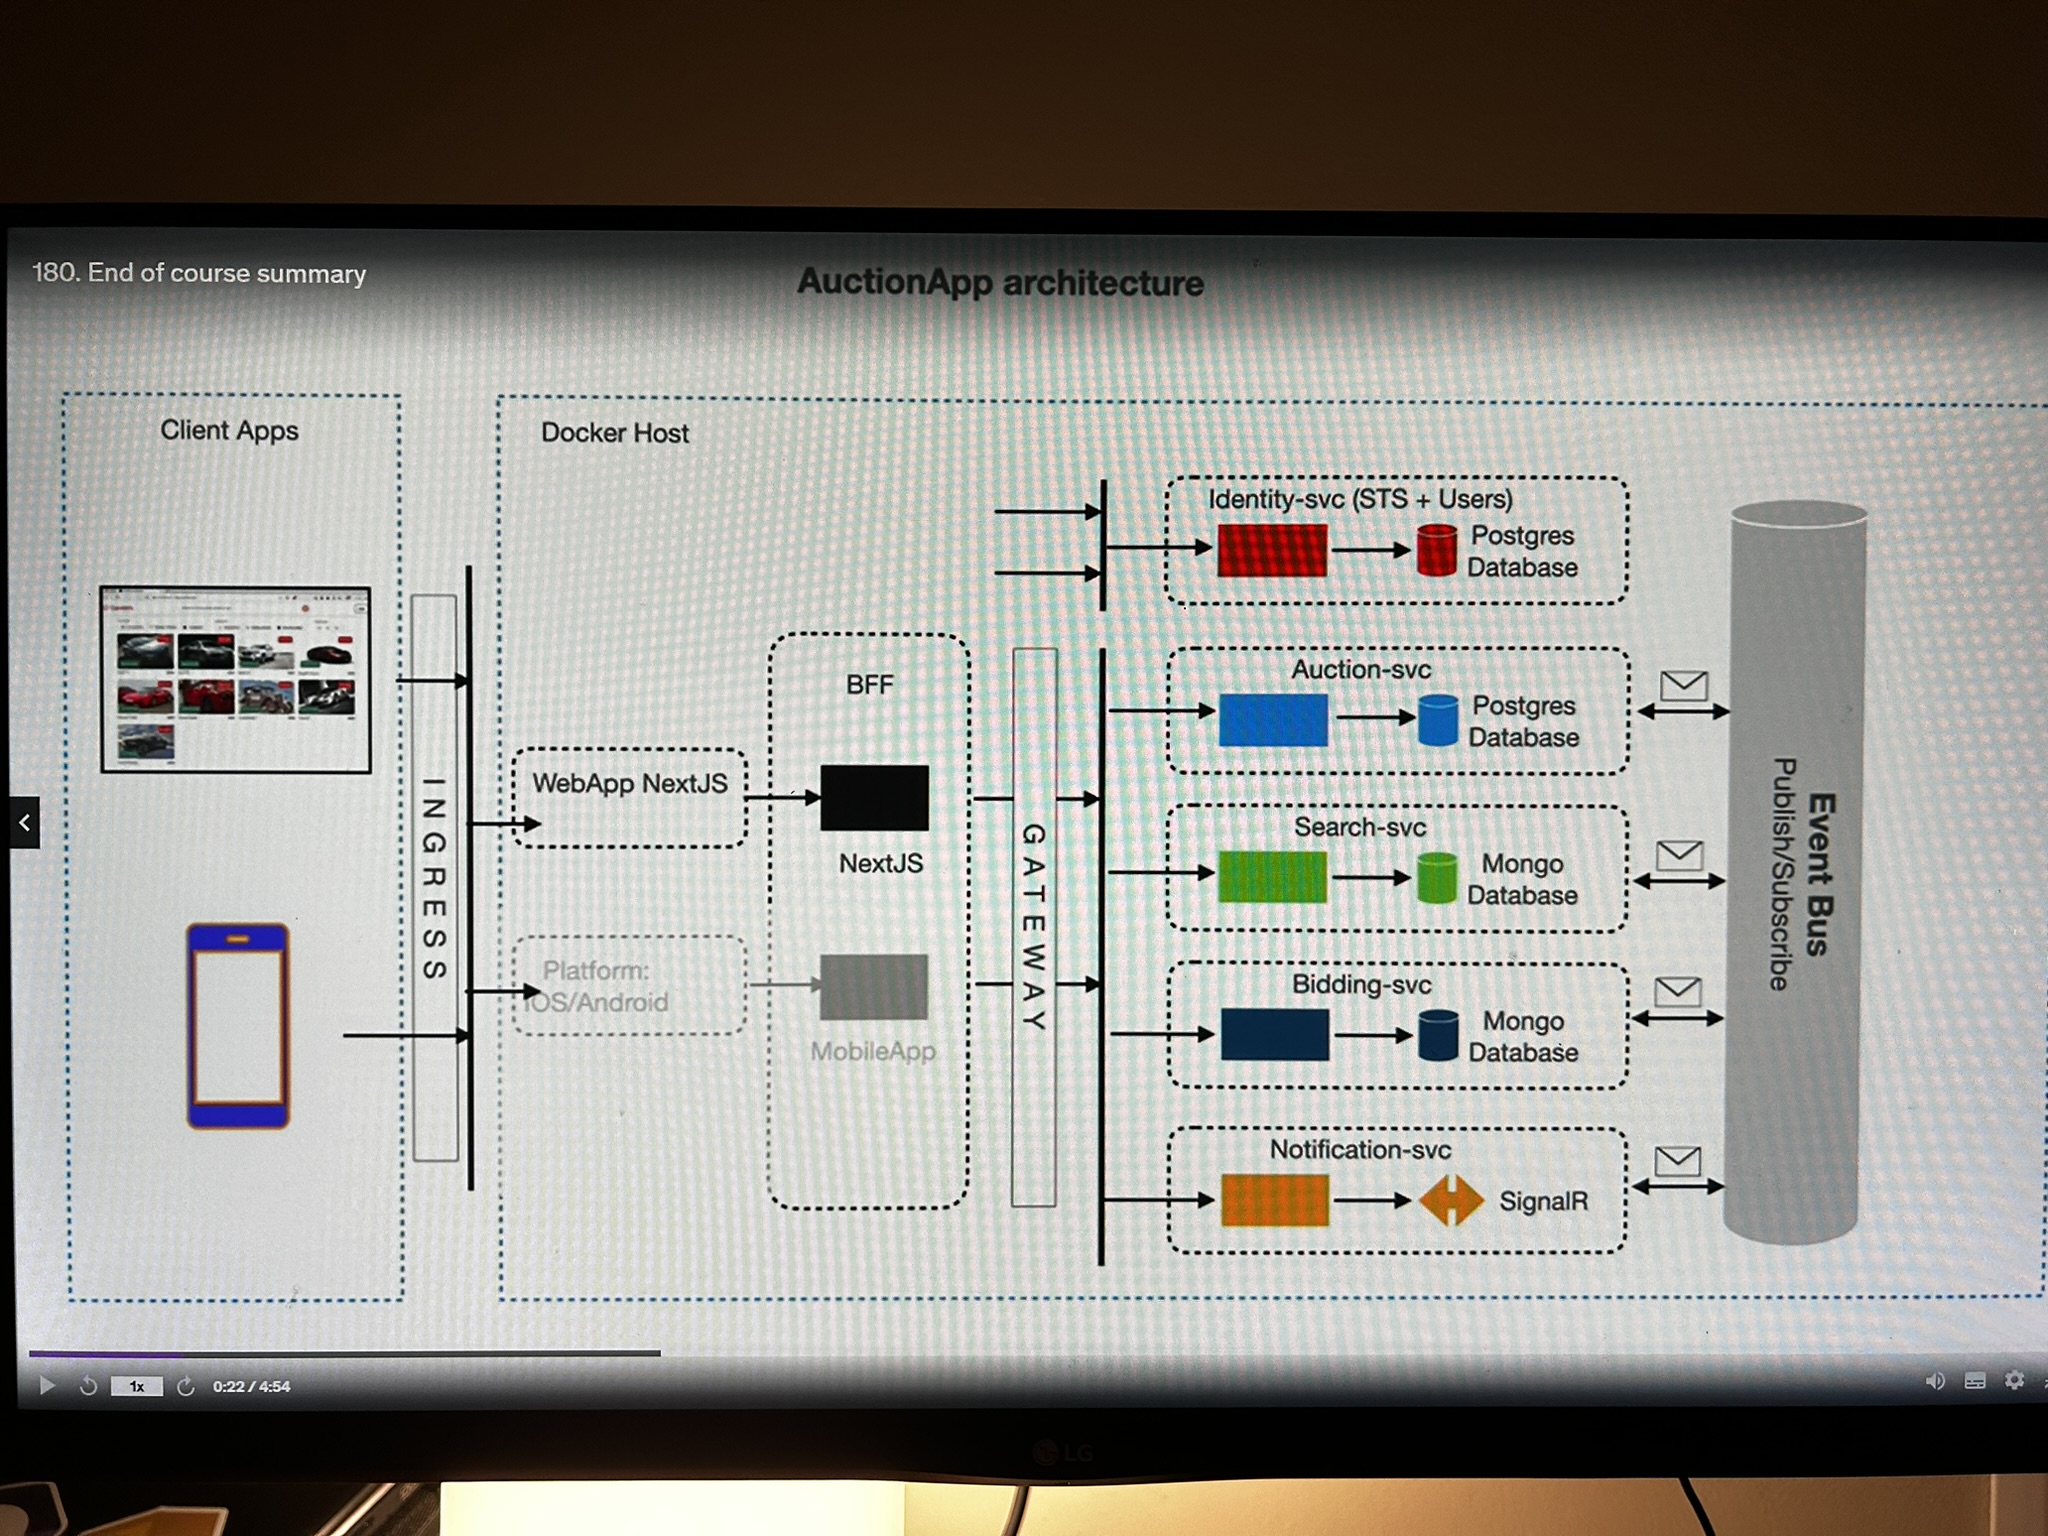 180. End of course summary
AuctionApp architecture
Client Apps
Docker Host
INGRESS
WebApp NextJS
Platform:
iOS/Android
BFF
NextJS
MobileApp
GATEWAY
Identity-svc (STS + Users)
Postgres
Database
Auction-svc
Postgres
Database
Search-svc
Mongo
Database
Bidding-svc
Mongo
Database
Notification-svc
SignalR
Event Bus
Publish/Subscribe
1x
0:22 / 4:54
LG